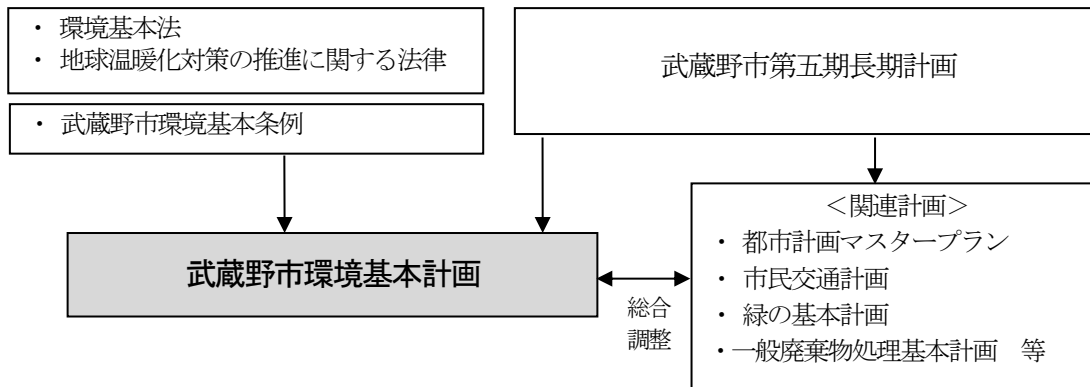 ・ 環境基本法
・ 地球温暖化対策の推進に関する法律
・ 武蔵野市環境基本条例
武蔵野市第五期長期計画
武蔵野市環境基本計画
総合
調整
＜関連計画＞
・ 都市計画マスタープラン
・ 市民交通計画
・ 緑の基本計画
・一般廃棄物処理基本計画　等